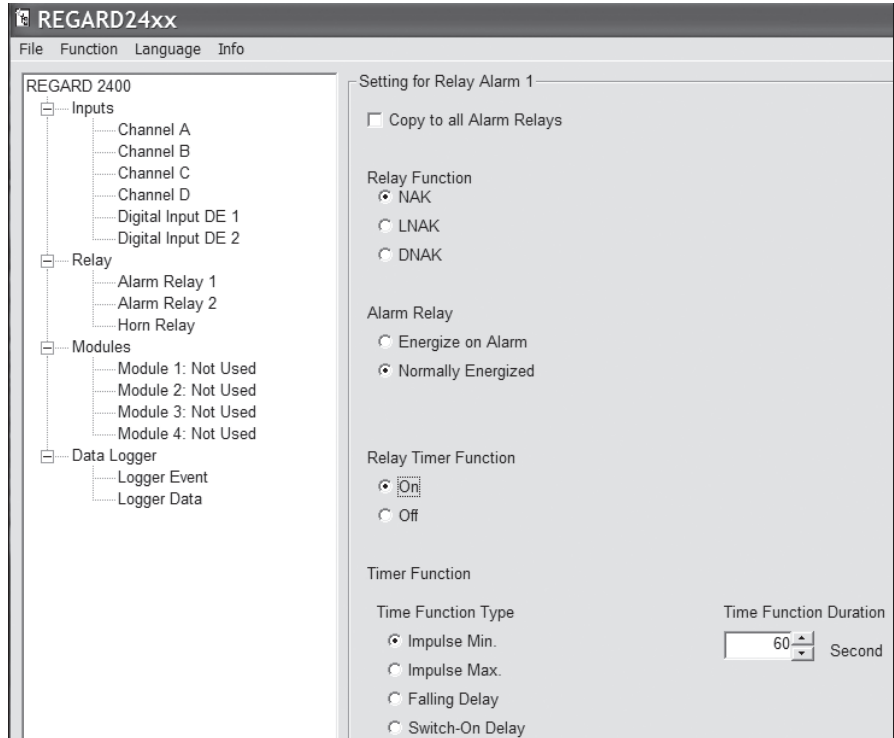 REGARD24xx
File Function Language Info
REGARD 2400
Inputs
Channel A
Channel B
Channel C
Channel D
Digital Input DE 1
Digital Input DE 2
Relay
Alarm Relay 1
Alarm Relay 2
Horn Relay
Modules
Module 1: Not Used
Module 2: Not Used
Module 3: Not Used
Module 4: Not Used
Data Logger
Logger Event
Logger Data
Setting for Relay Alarm 1
Copy to all Alarm Relays
Relay Function
NAK
LNAK
DNAK
Alarm Relay
Energize on Alarm
Normally Energized
Relay Timer Function
On
Off
Timer Function
Time Function Type
Impulse Min.
Impulse Max.
Falling Delay
Switch-On Delay
Time Function Duration
60 Second